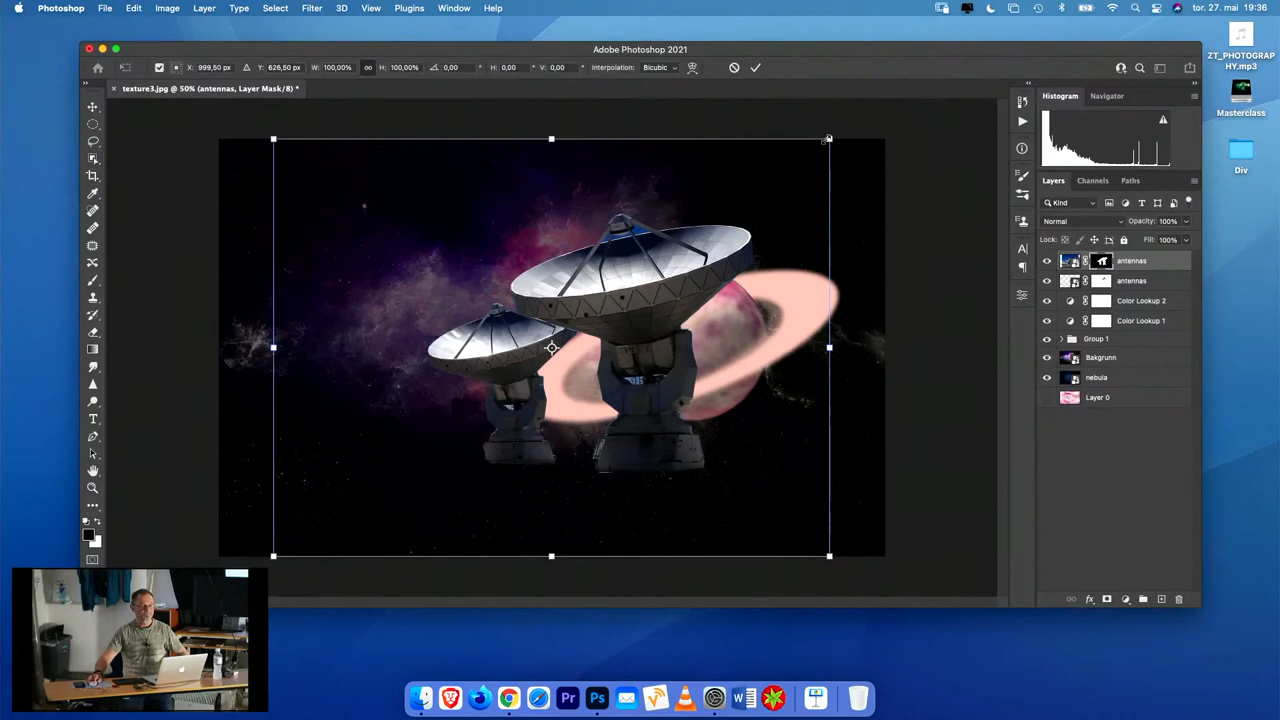 Photoshop File Edit Image Layer Type Select Filter 3D View Plugins Window Help
tor. 27. mai 19:36
Adobe Photoshop 2021
X: 999,50 px Y: 626,50 px W: 100,00% H: 100,00% 0,00 ° H: 0,00 ° V: 0,00 ° Interpolation: Bicubic
texture3.jpg @ 50% (antennas, Layer Mask/8) *
Histogram Navigator
Layers Channels Paths
Kind
Normal Opacity: 100%
Lock: Fill: 100%
antennas
antennas
Color Lookup 2
Color Lookup 1
Group 1
Bakgrunn
nebula
Layer 0
ZT_PHOTOGRAP
HY.mp3
Masterclass
Div